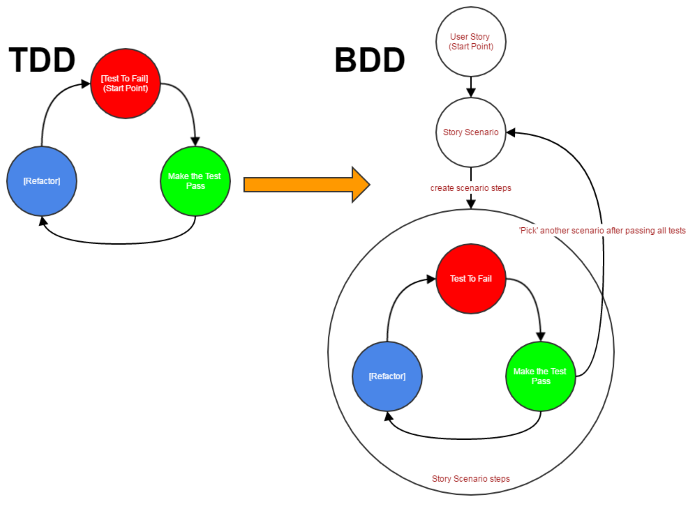 TDD
[Test To Fail]
(Start Point)
[Refactor]
Make the Test
Pass
BDD
User Story
(Start Point)
Story Scenario
create scenario steps
'Pick' another scenario after passing all tests
Test To Fail
[Refactor]
Make the Test
Pass
Story Scenario steps